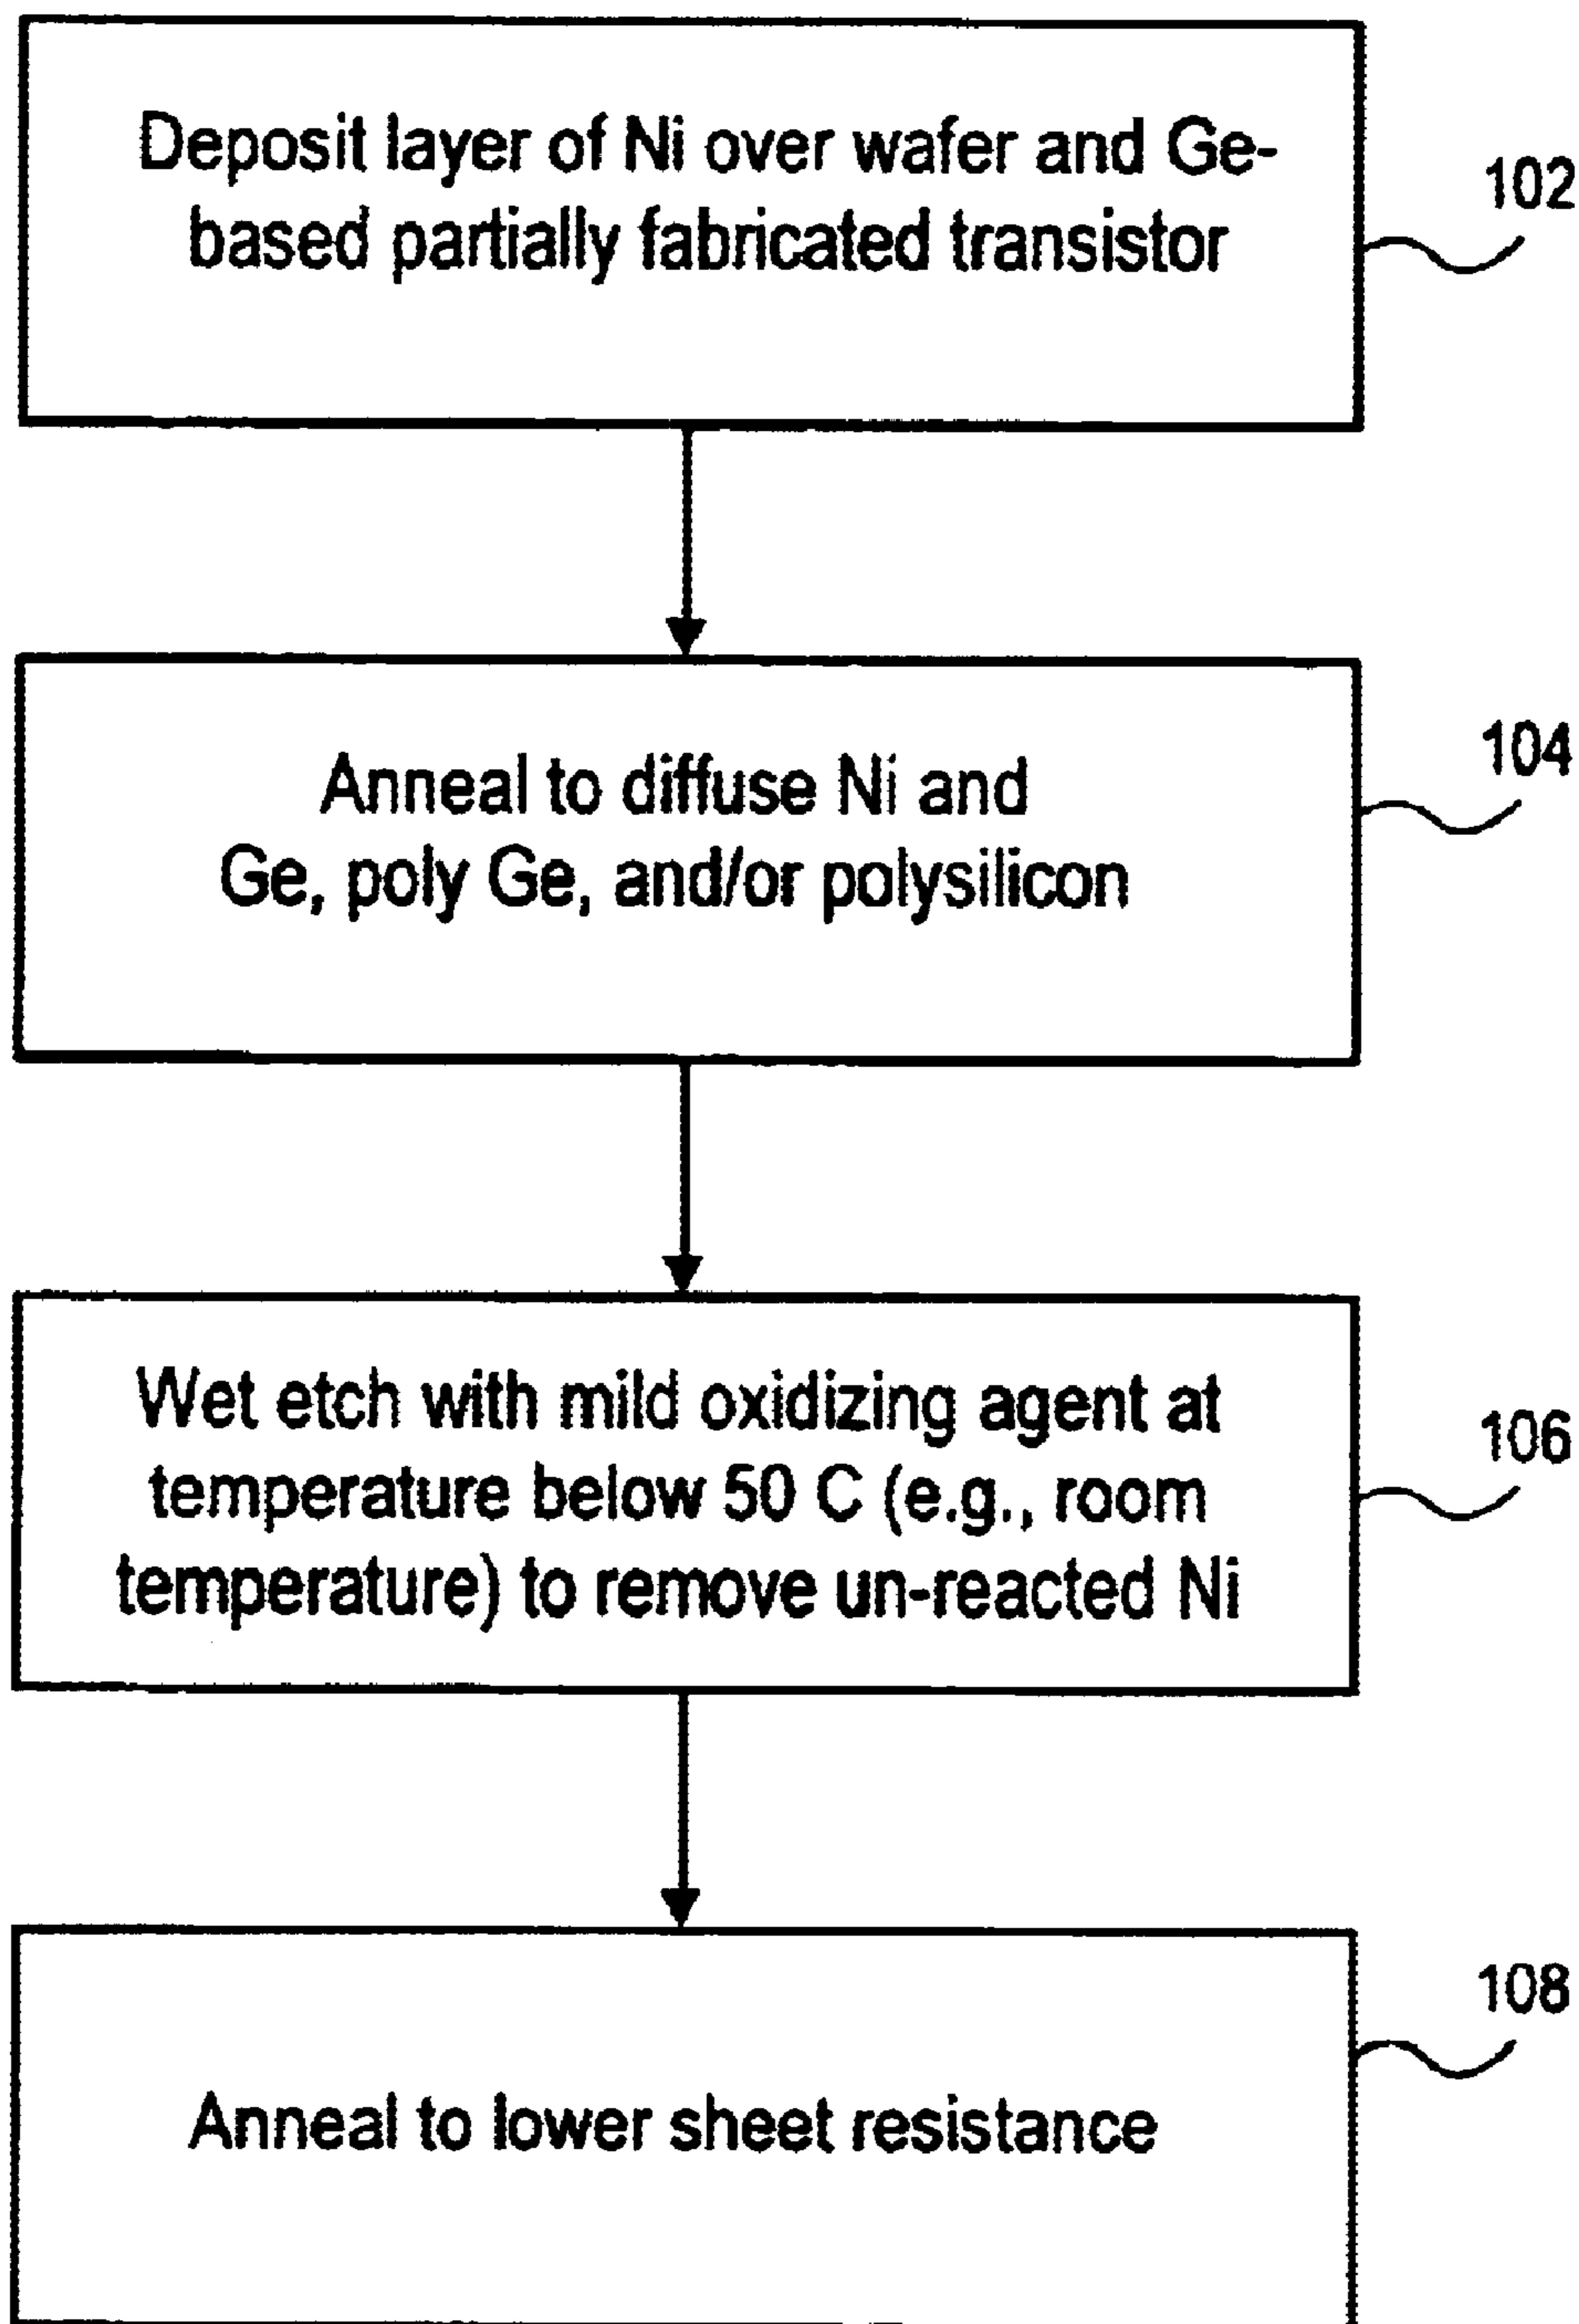 Deposit layer of Ni over wafer and Ge-
based partially fabricated transistor
102
Anneal to diffuse Ni and
Ge, poly Ge, and/or polysilicon
104
Wet etch with mild oxidizing agent at
temperature below 50 C (e.g., room
temperature) to remove un-reacted Ni
106
Anneal to lower sheet resistance
108